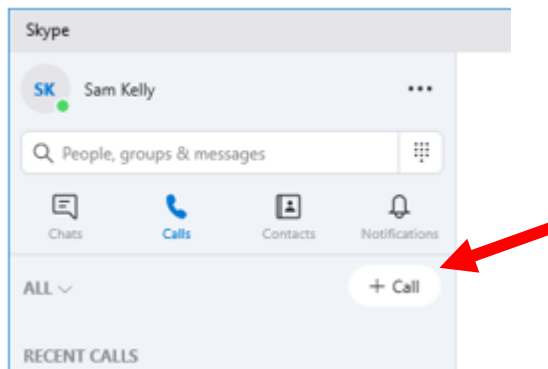 Skype
SK Sam Kelly
People, groups & messages
Chats Calls Contacts Notifications
ALL + Call
RECENT CALLS